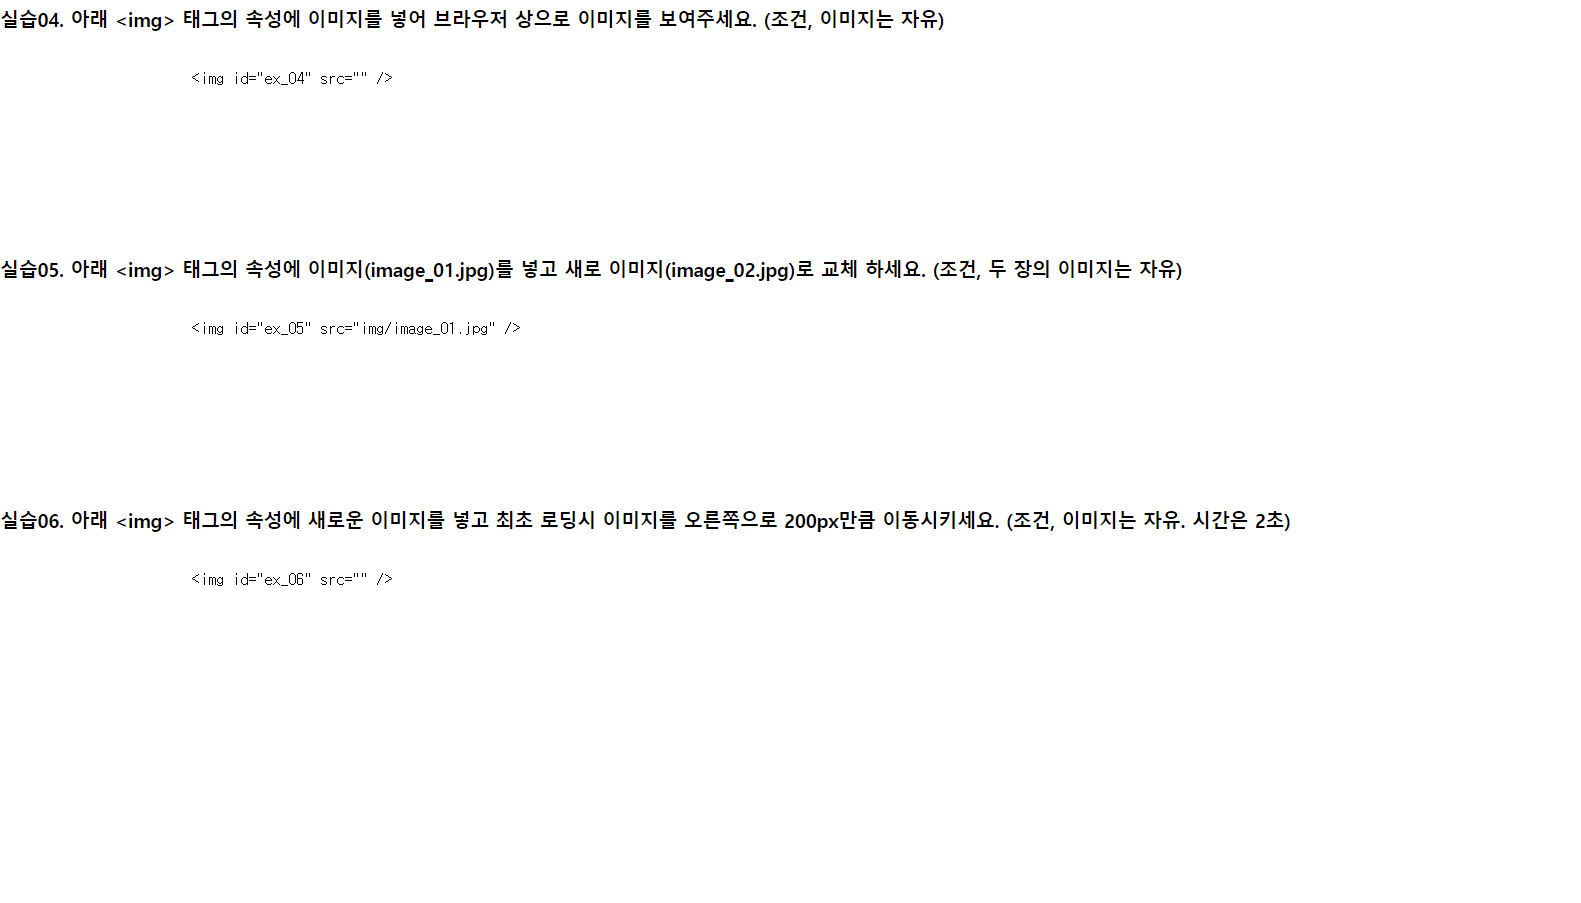 실습04. 아래 <img> 태그의 속성에 이미지를 넣어 브라우저 상으로 이미지를 보여주세요. (조건, 이미지는 자유)
<img id="ex_04" src="" />
실습05. 아래 <img> 태그의 속성에 이미지(image_01.jpg)를 넣고 새로 이미지(image_02.jpg)로 교체 하세요. (조건, 두 장의 이미지는 자유)
<img id="ex_05" src="img/image_01.jpg" />
실습06. 아래 <img> 태그의 속성에 새로운 이미지를 넣고 최초 로딩시 이미지를 오른쪽으로 200px만큼 이동시키세요. (조건, 이미지는 자유. 시간은 2초)
<img id="ex_06" src="" />